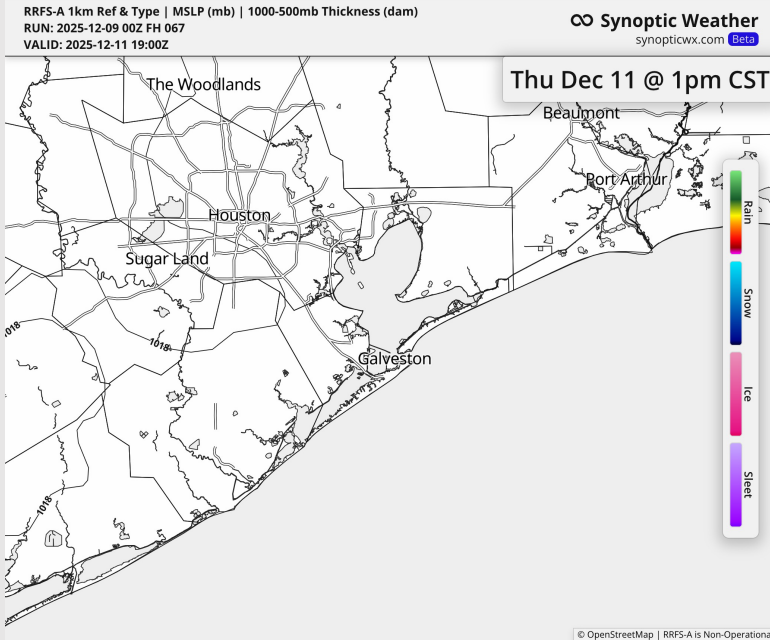 RRFS-A 1km Ref & Type | MSLP (mb) | 1000-500mb Thickness (dam)
RUN: 2025-12-09 00Z FH 067
VALID: 2025-12-11 19:00Z
Synoptic Weather
synopticwx.com Beta
Thu Dec 11 @ 1pm CST
The Woodlands
Beaumont
Port Arthur
Houston
Sugar Land
Rain
Snow
Ice
Sleet
1018
1018
Galveston
1018
© OpenStreetMap | RRFS-A is Non-Operationa